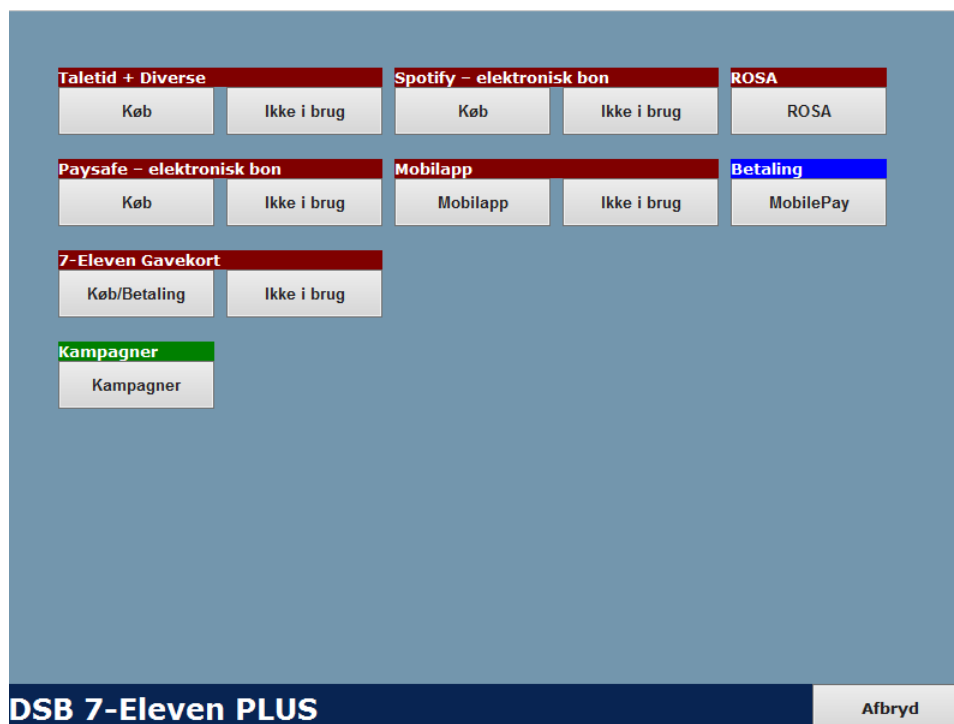 Taletid + Diverse
Køb
Ikke i brug
Spotify – elektronisk bon
Køb
Ikke i brug
ROSA
ROSA
Paysafe – elektronisk bon
Køb
Ikke i brug
Mobilapp
Mobilapp
Ikke i brug
Betaling
MobilePay
7-Eleven Gavekort
Køb/Betaling
Ikke i brug
Kampagner
Kampagner
DSB 7-Eleven PLUS
Afbryd